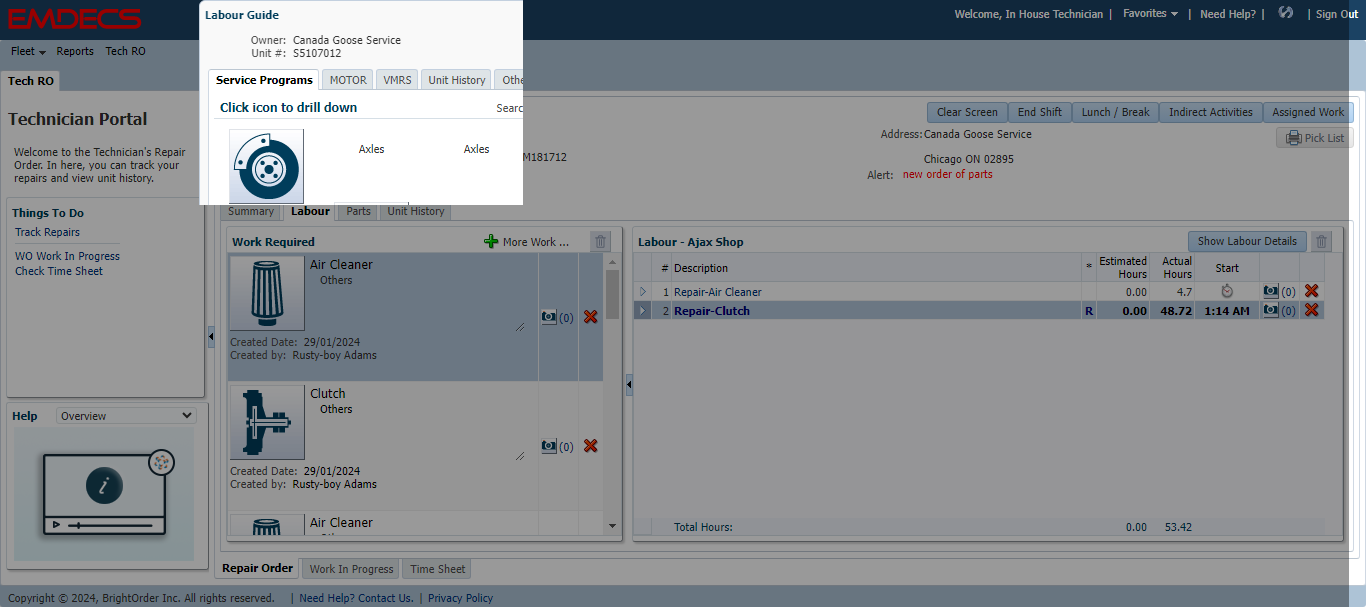 EMDECS
Welcome, In House Technician | Favorites | Need Help? | | Sign Out
Fleet Reports Tech RO
Tech RO
Technician Portal
Welcome to the Technician's Repair
Order. In here, you can track your
repairs and view unit history.
Things To Do
Track Repairs
WO Work In Progress
Check Time Sheet
Help Overview
Labour Guide
Owner: Canada Goose Service
Unit #: S5107012
Service Programs MOTOR VMRS Unit History Othe
Click icon to drill down Searc
Axles Axles
Clear Screen End Shift Lunch / Break Indirect Activities Assigned Work
Address: Canada Goose Service
Pick List
M181712
Chicago ON 02895
Alert: new order of parts
Summary Labour Parts Unit History
Work Required More Work ...
Air Cleaner
Others
(0)
Created Date: 29/01/2024
Created by: Rusty-boy Adams
Clutch
Others
(0)
Created Date: 29/01/2024
Created by: Rusty-boy Adams
Air Cleaner
Labour - Ajax Shop Show Labour Details
# Description * Estimated Hours Actual Hours Start
1 Repair-Air Cleaner 0.00 4.7 (0)
2 Repair-Clutch R 0.00 48.72 1:14 AM (0)
Total Hours: 0.00 53.42
Repair Order Work In Progress Time Sheet
Copyright © 2024, BrightOrder Inc. All rights reserved. | Need Help? Contact Us. | Privacy Policy